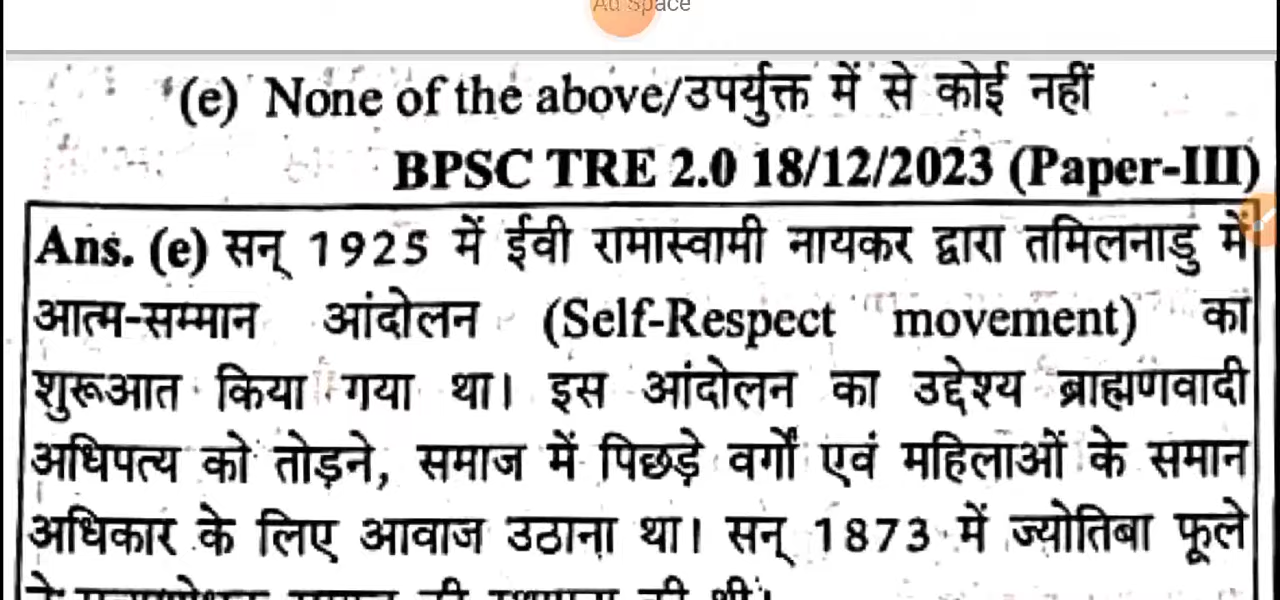 Ad Space
(e) None of the above/उपर्युक्त में से कोई नहीं
BPSC TRE 2.0 18/12/2023 (Paper-III)
Ans. (e) सन् 1925 में ईवी रामास्वामी नायकर द्वारा तमिलनाडु में
आत्म-सम्मान आंदोलन (Self-Respect movement) का
शुरूआत किया गया था। इस आंदोलन का उद्देश्य ब्राह्मणवादी
अधिपत्य को तोड़ने, समाज में पिछड़े वर्गों एवं महिलाओं के समान
अधिकार के लिए आवाज उठाना था। सन् 1873 में ज्योतिबा फूले
की थी।